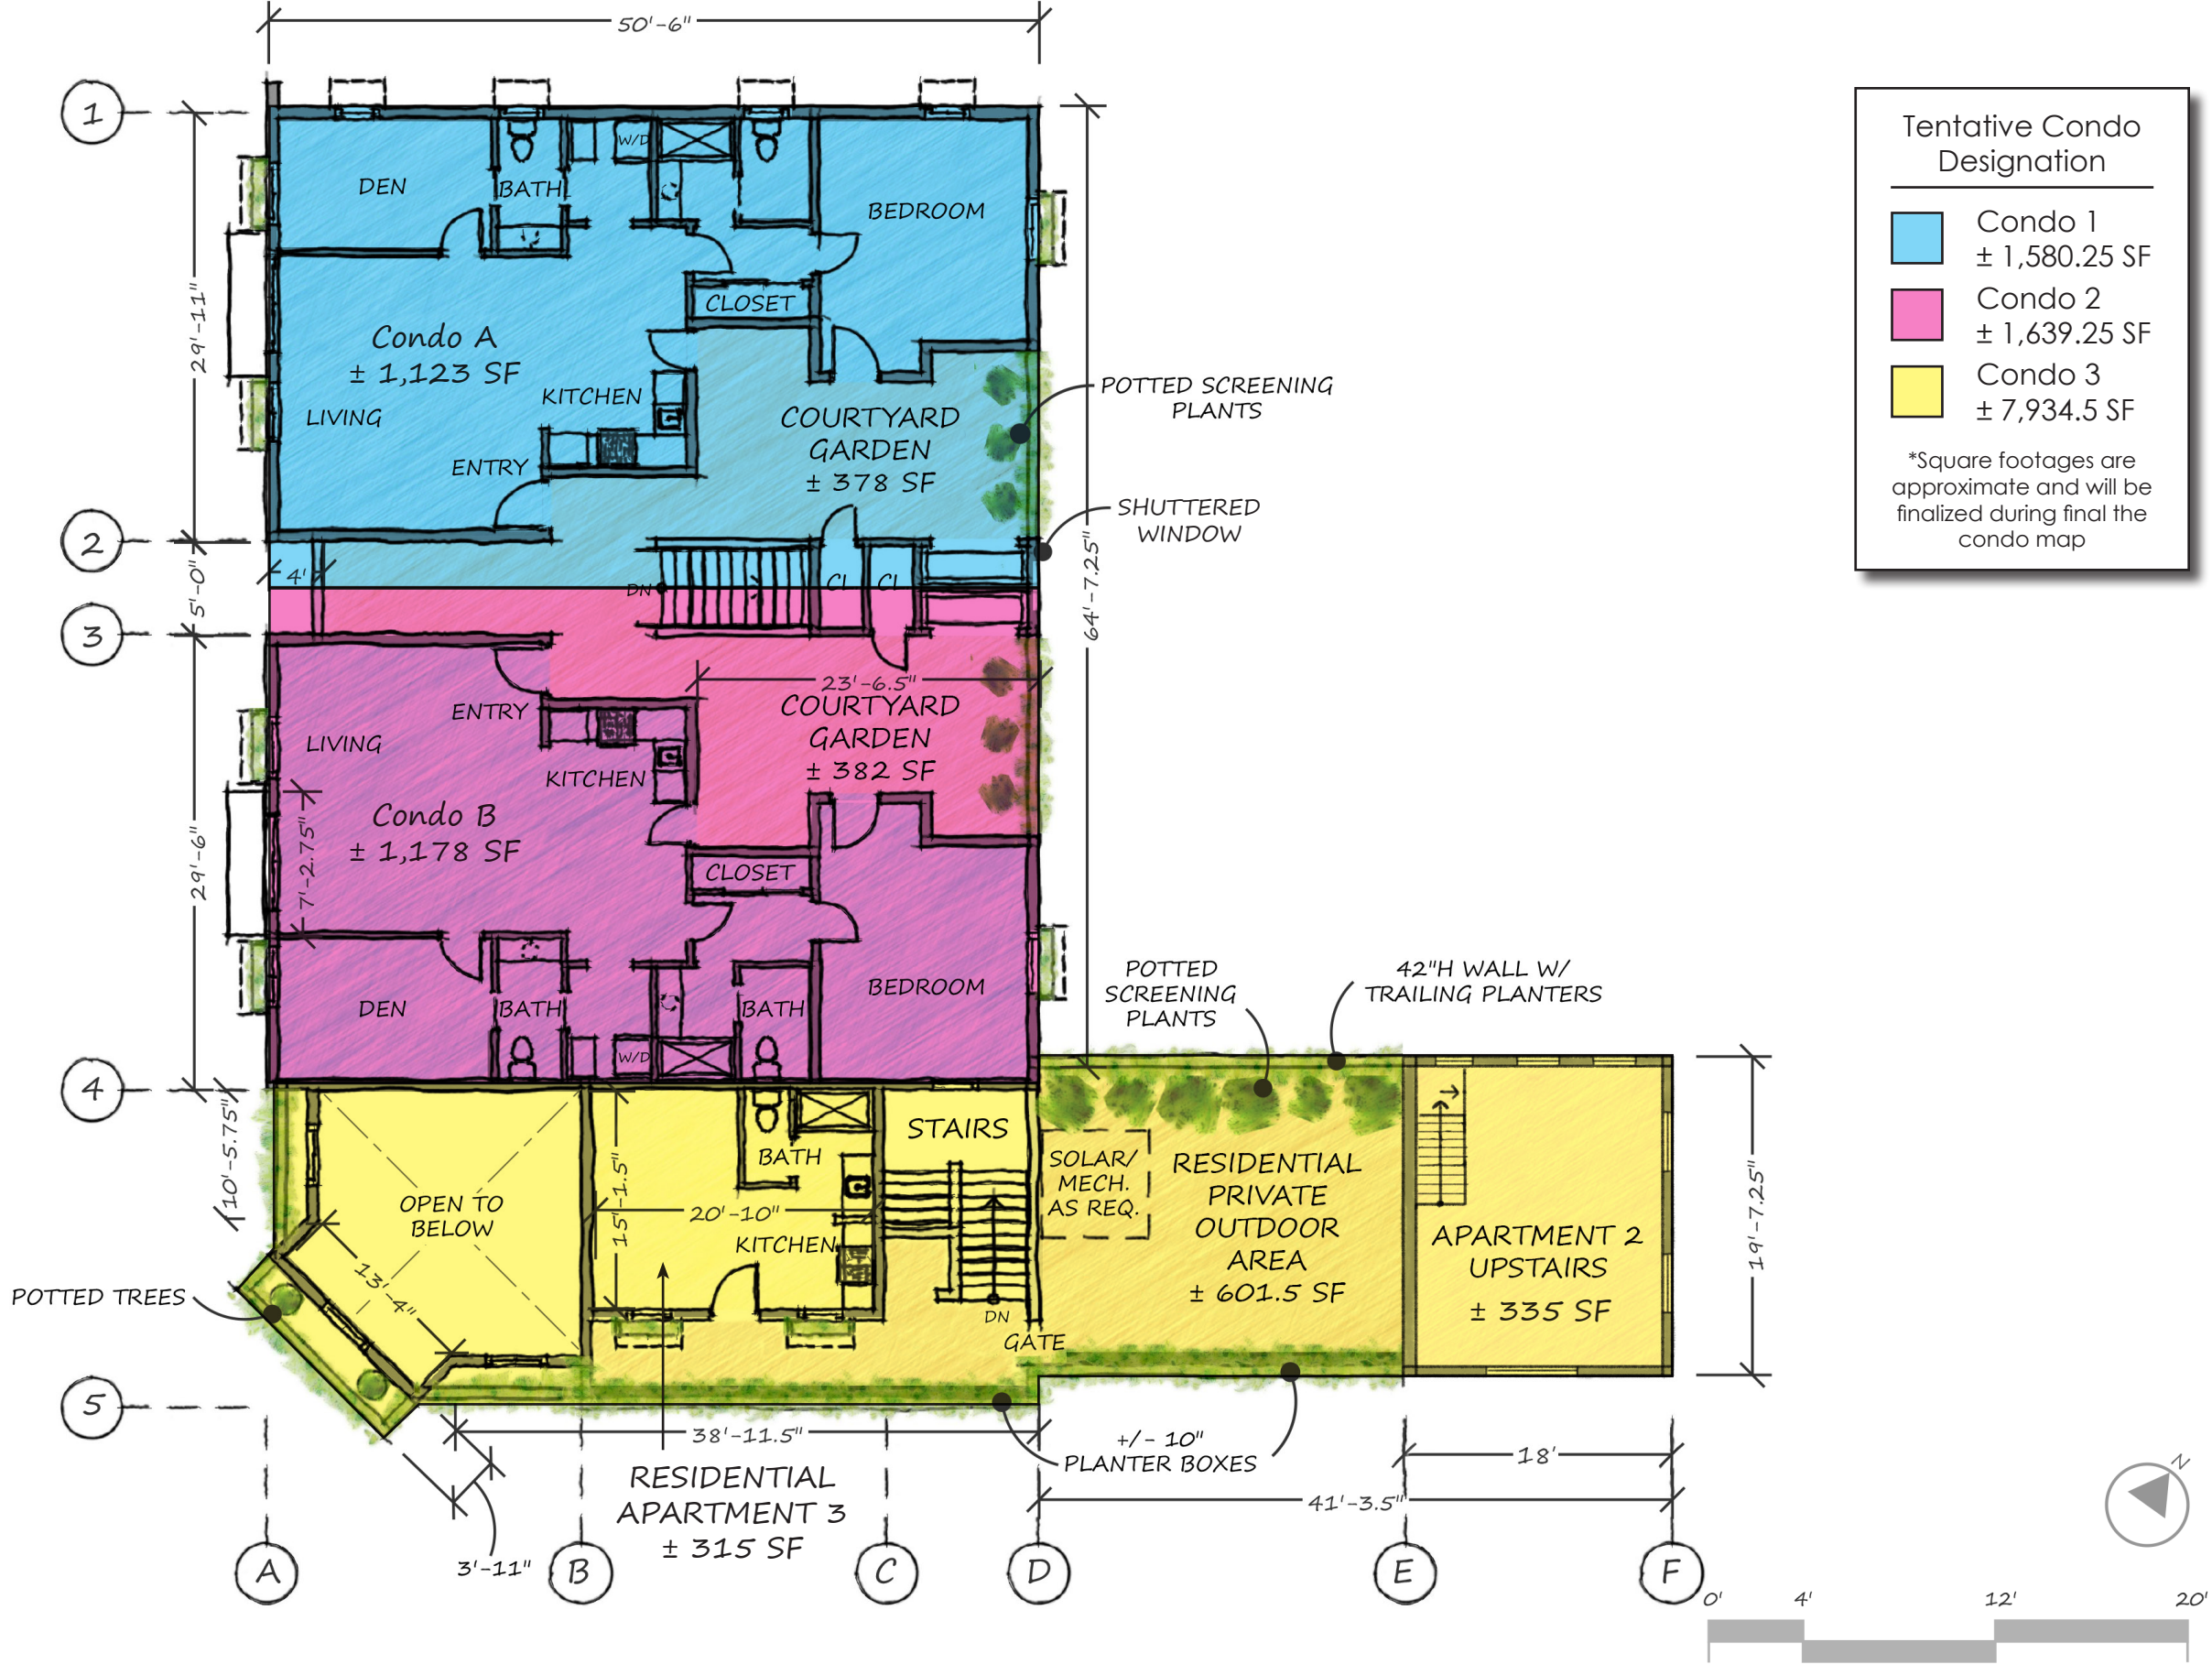 50'-6"
1
2
3
4
5
29'-11"
5'-0"
29'-6"
10'-5.75"
64'-7.25"
DEN
BATH
W/D
BEDROOM
CLOSET
Condo A
± 1,123 SF
LIVING
KITCHEN
ENTRY
COURTYARD
GARDEN
± 378 SF
POTTED SCREENING
PLANTS
SHUTTERED
WINDOW
4'
DN
CL
CL
23'-6.5"
COURTYARD
GARDEN
± 382 SF
ENTRY
LIVING
KITCHEN
Condo B
± 1,178 SF
7'-2.75"
CLOSET
DEN
BATH
W/D
BATH
BEDROOM
POTTED
SCREENING
PLANTS
42"H WALL W/
TRAILING PLANTERS
OPEN TO
BELOW
13'-4"
POTTED TREES
15'-1.5"
20'-10"
BATH
KITCHEN
STAIRS
DN
GATE
SOLAR/
MECH.
AS REQ.
RESIDENTIAL
PRIVATE
OUTDOOR
AREA
± 601.5 SF
APARTMENT 2
UPSTAIRS
± 335 SF
19'-7.25"
38'-11.5"
+/- 10"
PLANTER BOXES
18'
41'-3.5"
RESIDENTIAL
APARTMENT 3
± 315 SF
3'-11"
A
B
C
D
E
F
Tentative Condo
Designation
Condo 1
± 1,580.25 SF
Condo 2
± 1,639.25 SF
Condo 3
± 7,934.5 SF
*Square footages are
approximate and will be
finalized during final the
condo map
N
0' 4' 12' 20'